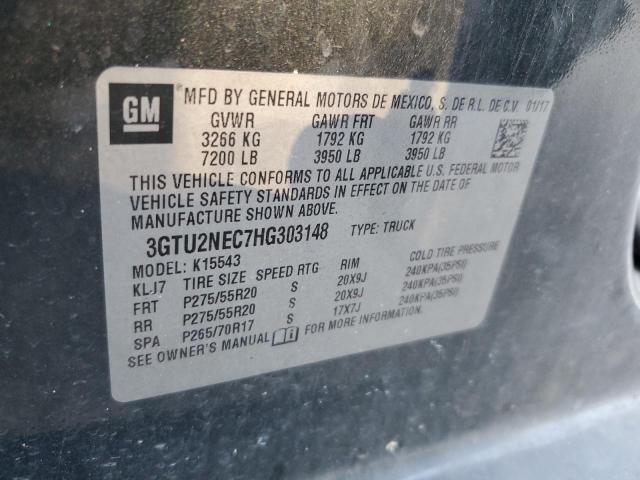 GM
MFD BY GENERAL MOTORS DE MEXICO, S. DE R.L. DE C.V. 01/17
GVWR GAWR FRT GAWR RR
3266 KG 1792 KG 1792 KG
7200 LB 3950 LB 3950 LB
THIS VEHICLE CONFORMS TO ALL APPLICABLE U.S. FEDERAL MOTOR
VEHICLE SAFETY STANDARDS IN EFFECT ON THE DATE OF
MANUFACTURE SHOWN ABOVE.
3GTU2NEC7HG303148 TYPE: TRUCK
MODEL: K15543
KL-J7 TIRE SIZE SPEED RTG RIM COLD TIRE PRESSURE
FRT P275/55R20 S 20X9J 240KPA(35PSI)
RR P275/55R20 S 20X9J 240KPA(35PSI)
SPA P265/70R17 S 17X7J 240KPA(35PSI)
SEE OWNER'S MANUAL FOR MORE INFORMATION.